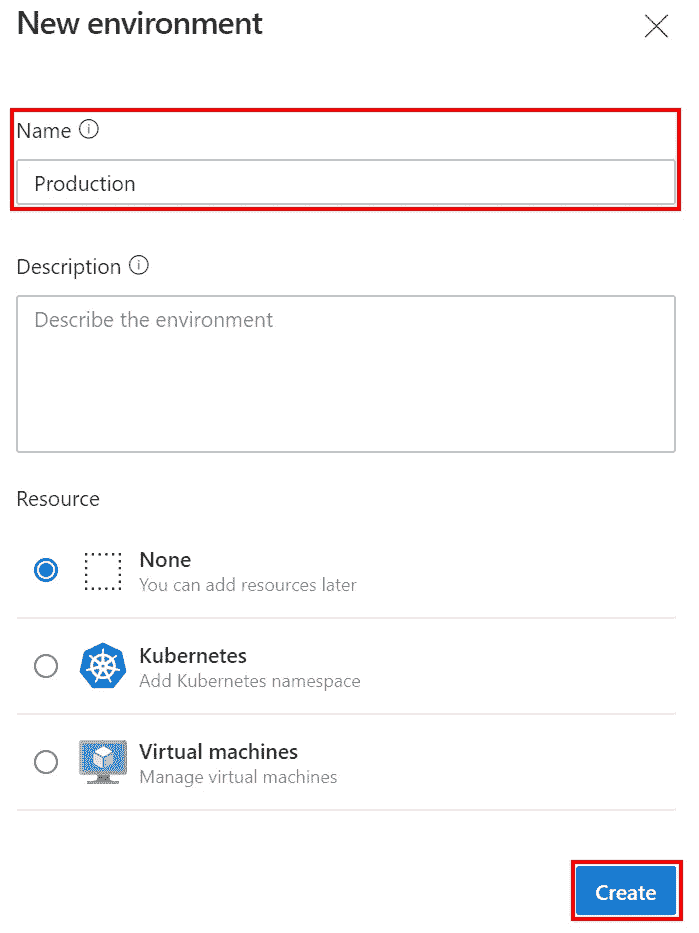 New environment
Name
Production
Description
Describe the environment
Resource
None
You can add resources later
Kubernetes
Add Kubernetes namespace
Virtual machines
Manage virtual machines
Create